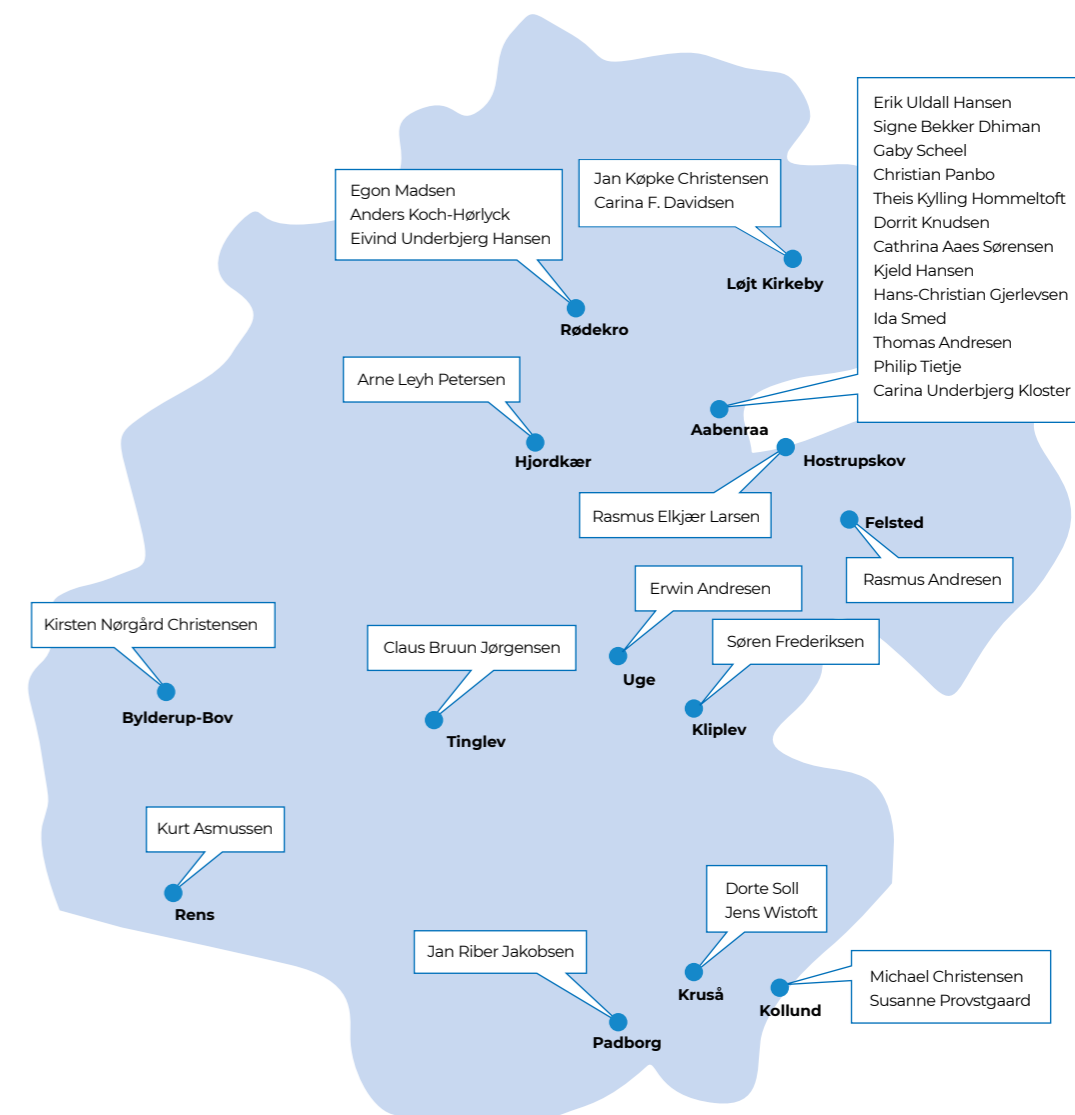 Erik Uldall Hansen
Signe Bekker Dhiman
Gaby Scheel
Christian Panbo
Theis Kylling Hommeltoft
Dorrit Knudsen
Cathrina Aaes Sørensen
Kjeld Hansen
Hans-Christian Gjerlevsen
Ida Smed
Thomas Andresen
Philip Tietje
Carina Underbjerg Kloster
Aabenraa
Jan Køpke Christensen
Carina F. Davidsen
Løjt Kirkeby
Egon Madsen
Anders Koch-Hørlyck
Eivind Underbjerg Hansen
Rødekro
Arne Leyh Petersen
Hjordkær
Hostrupskov
Rasmus Elkjær Larsen
Felsted
Rasmus Andresen
Erwin Andresen
Uge
Søren Frederiksen
Kliplev
Kirsten Nørgård Christensen
Bylderup-Bov
Claus Bruun Jørgensen
Tinglev
Kurt Asmussen
Rens
Dorte Soll
Jens Wistoft
Kruså
Jan Riber Jakobsen
Padborg
Michael Christensen
Susanne Provstgaard
Kollund